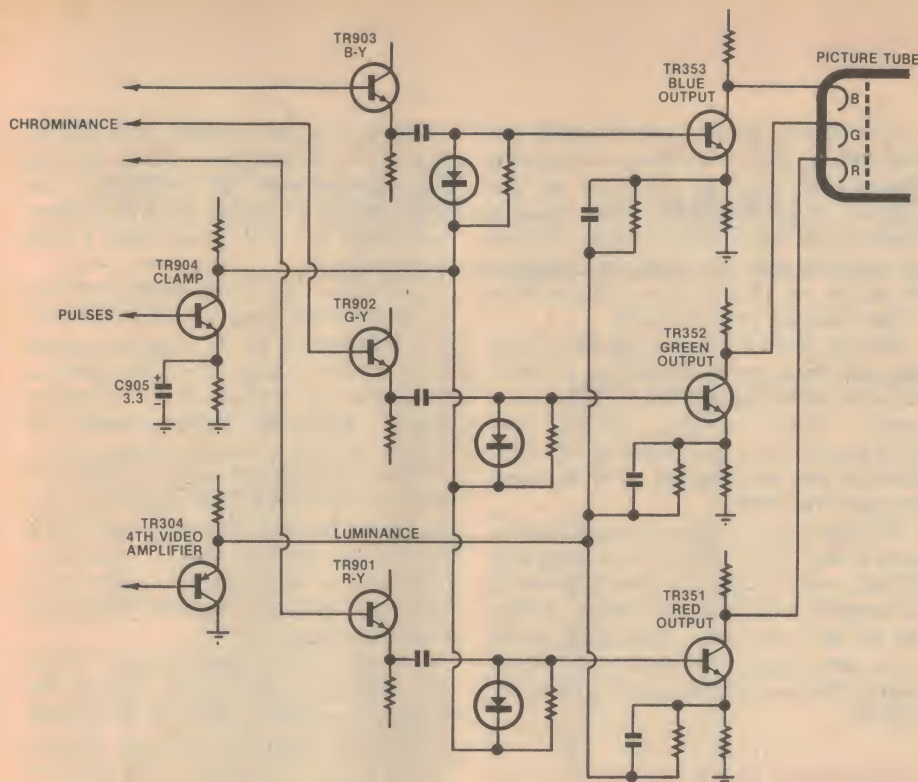 TR903
B-Y
TR353
BLUE
OUTPUT
PICTURE TUBE
B
G
R
CHROMINANCE
TR904
CLAMP
PULSES
C905
3.3
+
−
TR902
G-Y
TR352
GREEN
OUTPUT
TR304
4TH VIDEO
AMPLIFIER
LUMINANCE
TR901
R-Y
TR351
RED
OUTPUT